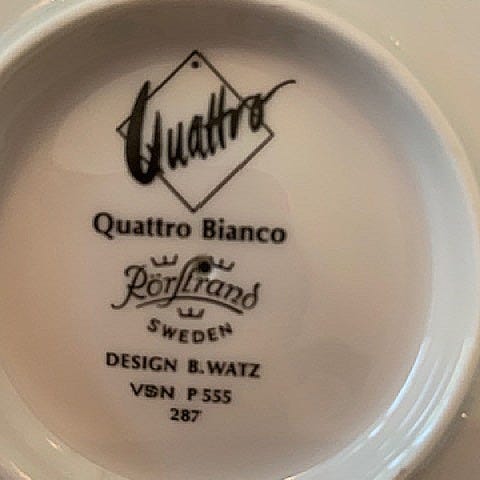 Quattro
Quattro Bianco
Rörstrand
SWEDEN
DESIGN B.WATZ
VSN P 555
287